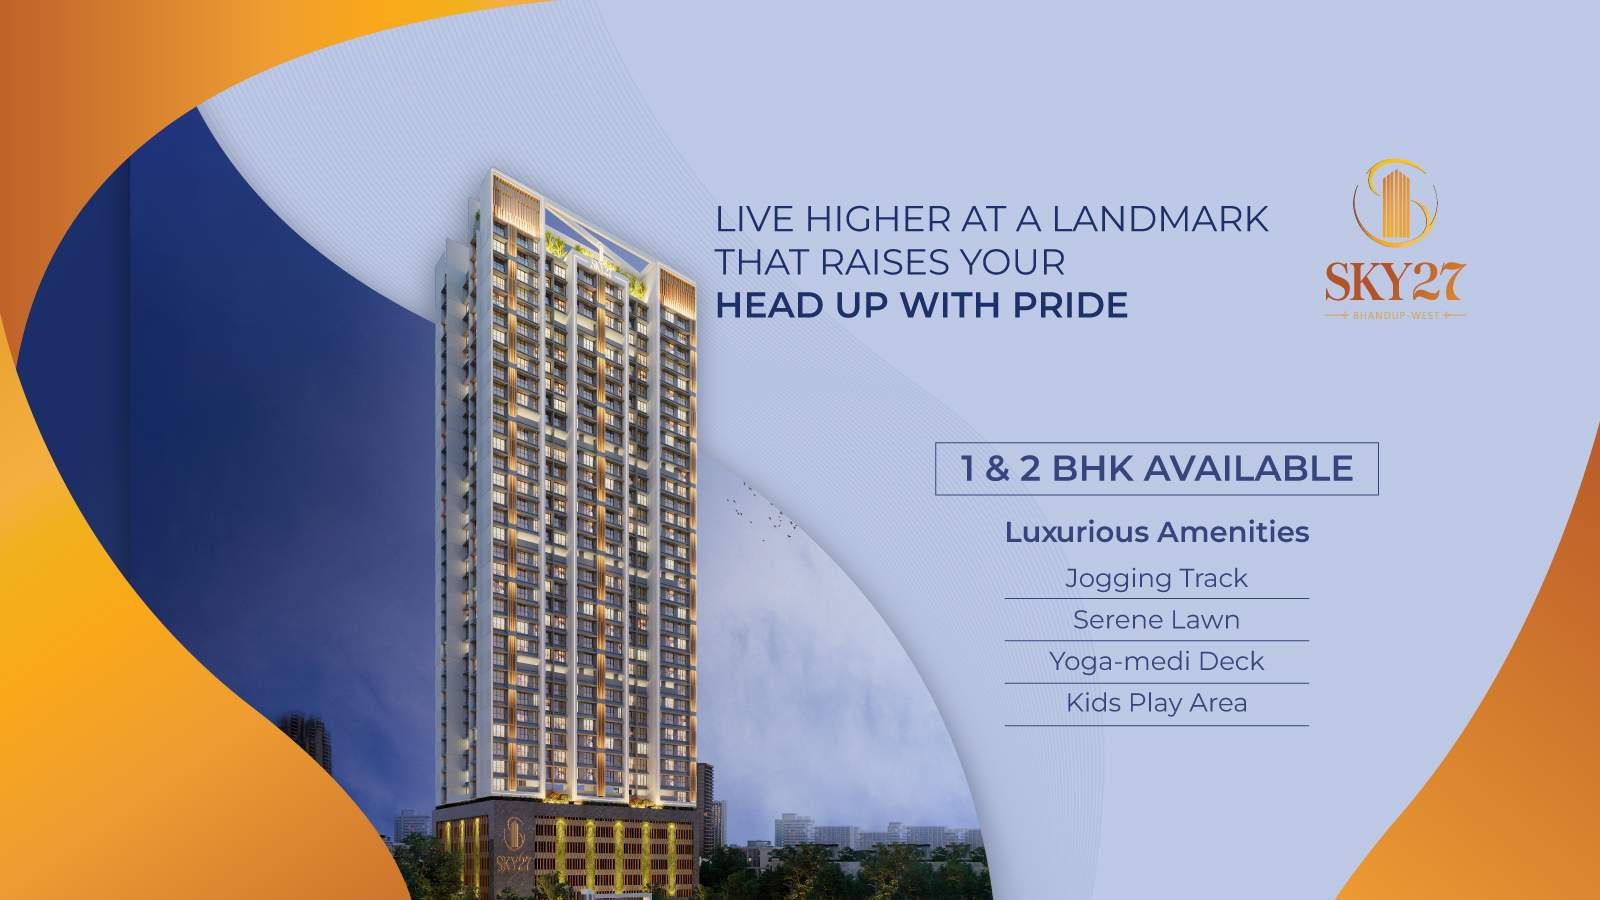 LIVE HIGHER AT A LANDMARK
THAT RAISES YOUR
HEAD UP WITH PRIDE
SKY27
BHANDUP-WEST
1 & 2 BHK AVAILABLE
Luxurious Amenities
Jogging Track
Serene Lawn
Yoga-medi Deck
Kids Play Area
SKY27